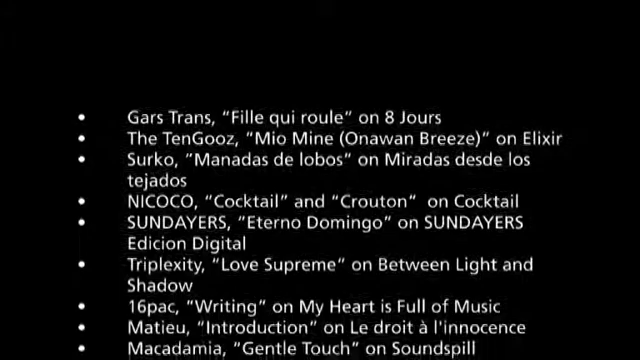 • Gars Trans, “Fille qui roule” on 8 Jours
• The TenGooz, “Mio Mine (Onawan Breeze)” on Elixir
• Surko, “Manadas de lobos” on Miradas desde los
tejados
• NICOCO, “Cocktail” and “Crouton”  on Cocktail
• SUNDAYERS, “Eterno Domingo” on SUNDAYERS
Edicion Digital
• Triplexity, “Love Supreme” on Between Light and
Shadow
• 16pac, “Writing” on My Heart is Full of Music
• Matieu, “Introduction” on Le droit à l'innocence
• Macadamia, “Gentle Touch” on Soundspill